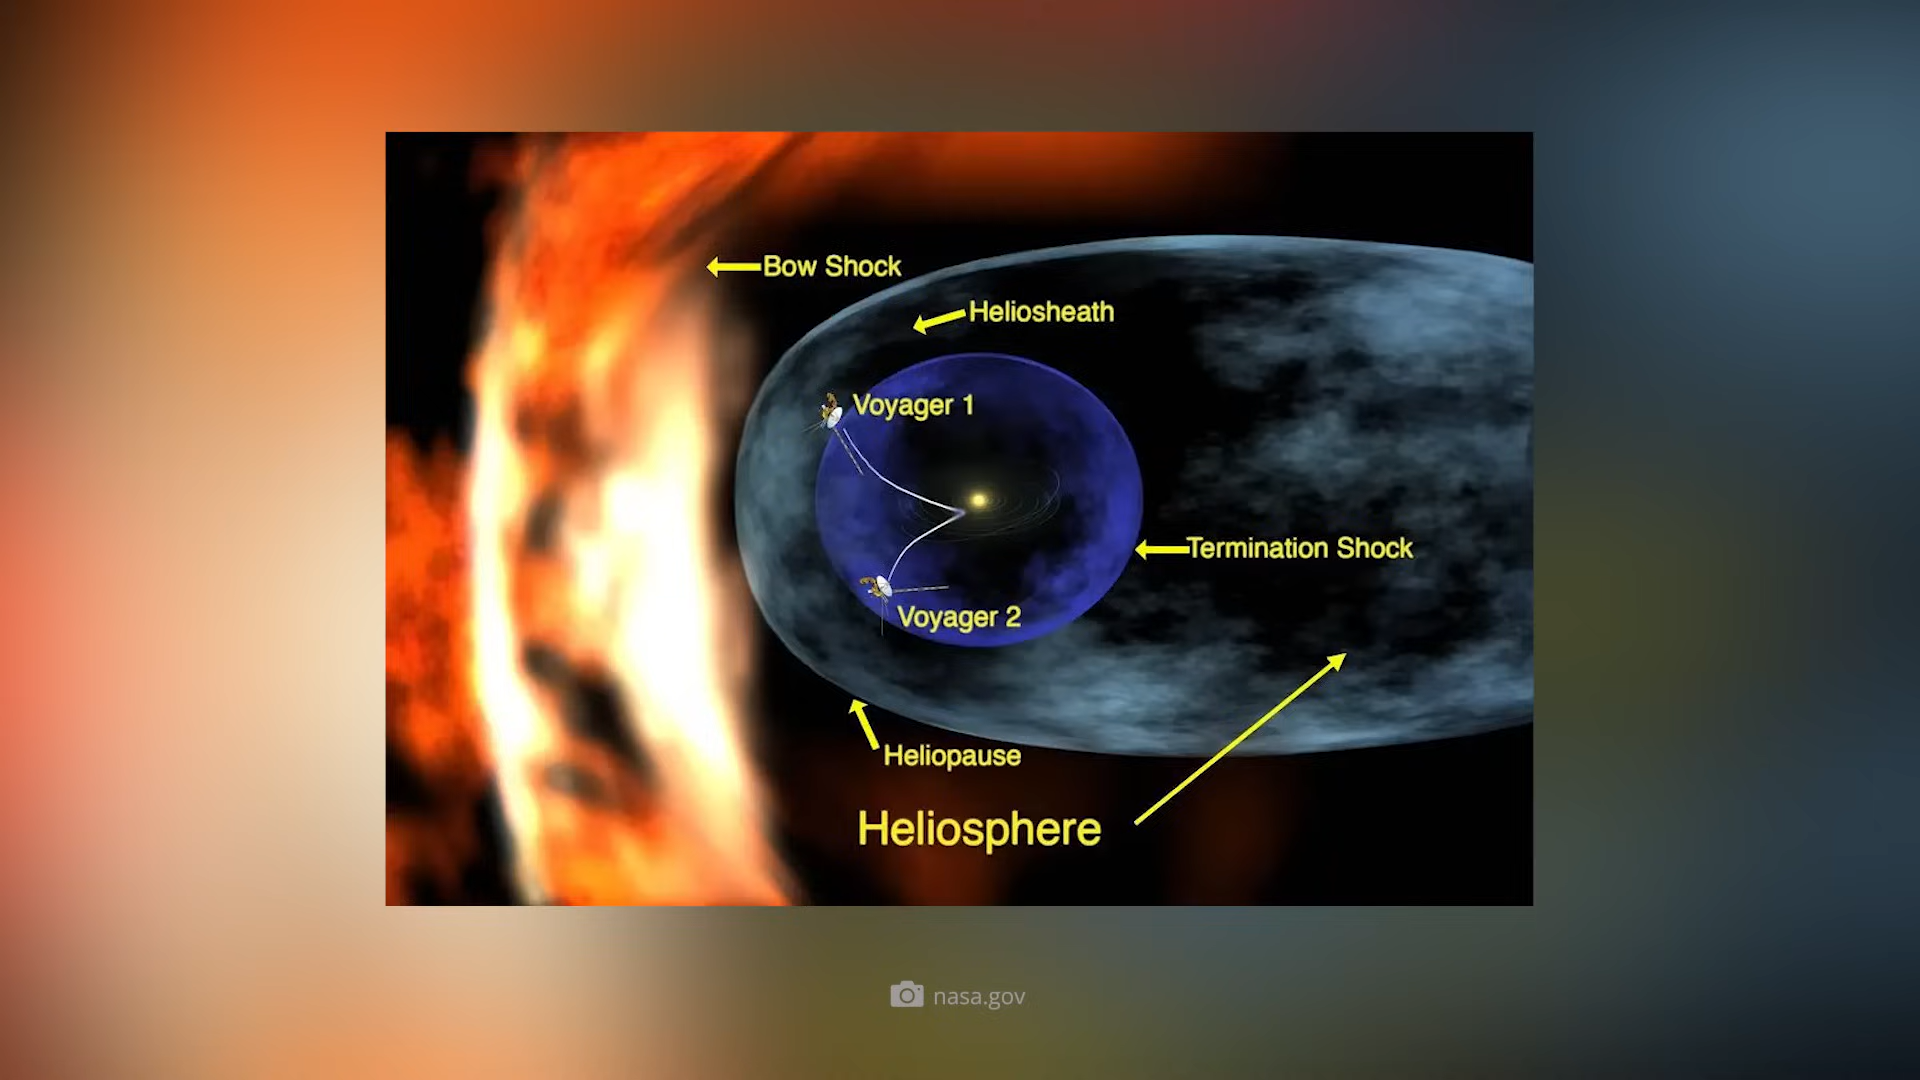 Bow Shock
Heliosheath
Voyager 1
Termination Shock
Voyager 2
Heliopause
Heliosphere
nasa.gov